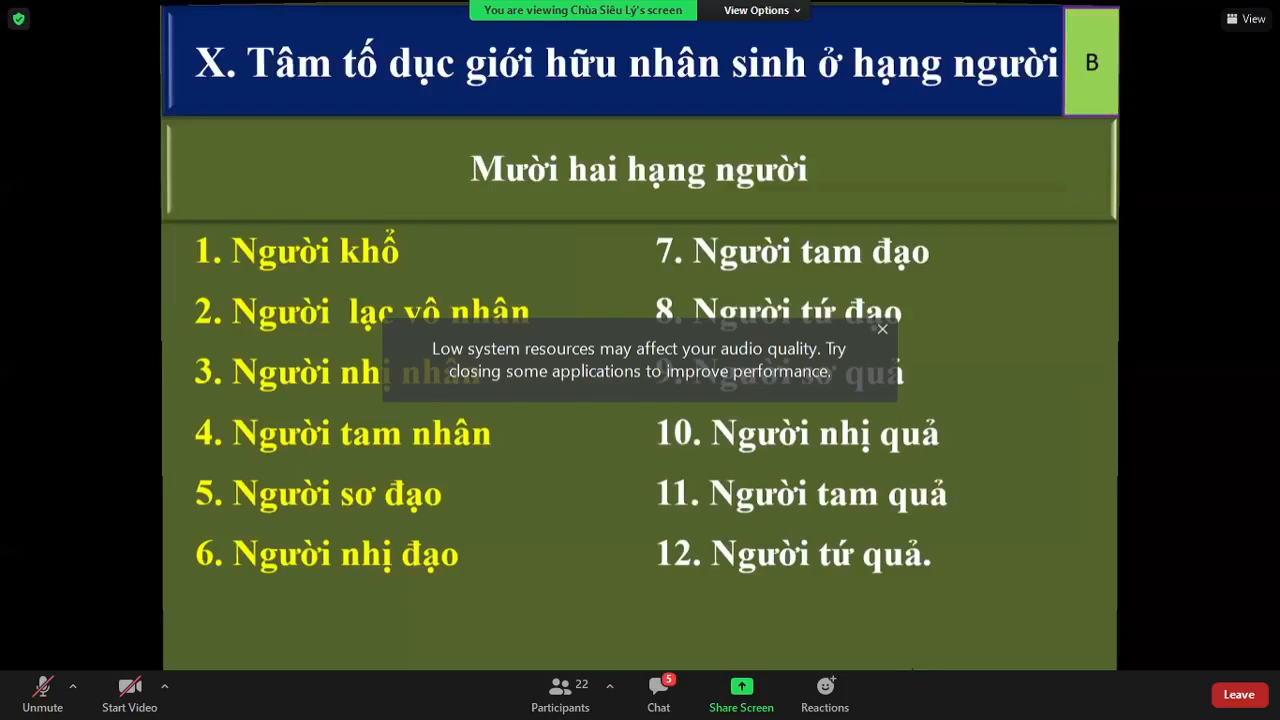 You are viewing Chùa Siêu Lý's screen
View Options
View
X. Tâm tố dục giới hữu nhân sinh ở hạng người
B
Mười hai hạng người
1. Người khổ
2. Người lạc vô nhân
3. Người nhị nhân
4. Người tam nhân
5. Người sơ đạo
6. Người nhị đạo
7. Người tam đạo
8. Người tứ đạo
9. Người sơ quả
10. Người nhị quả
11. Người tam quả
12. Người tứ quả.
Low system resources may affect your audio quality. Try
closing some applications to improve performance.
Unmute
Start Video
22
Participants
5
Chat
Share Screen
Reactions
Leave